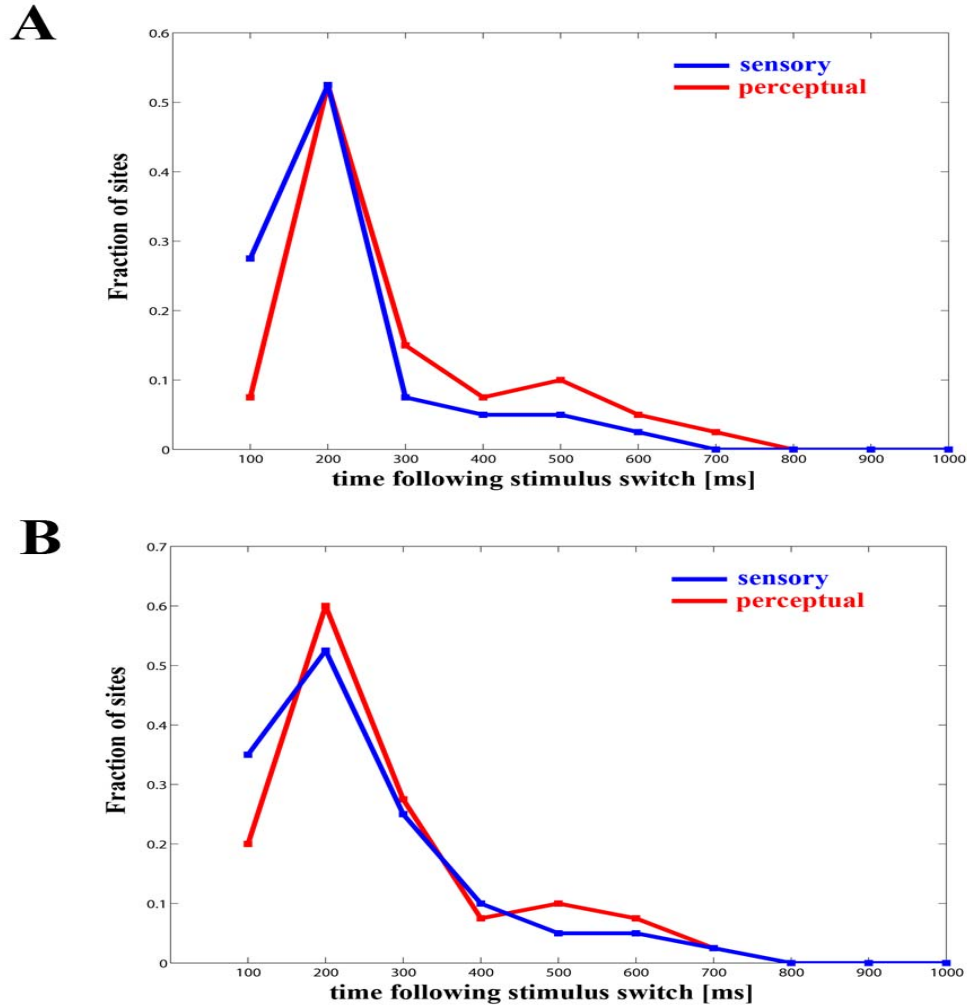 A
0.6
sensory
perceptual
0.5
0.4
0.3
0.2
0.1
0
Fraction of sites
100 200 300 400 500 600 700 800 900 1000
time following stimulus switch [ms]
B
0.7
sensory
perceptual
0.6
0.5
0.4
0.3
0.2
0.1
0
Fraction of sites
100 200 300 400 500 600 700 800 900 1000
time following stimulus switch [ms]